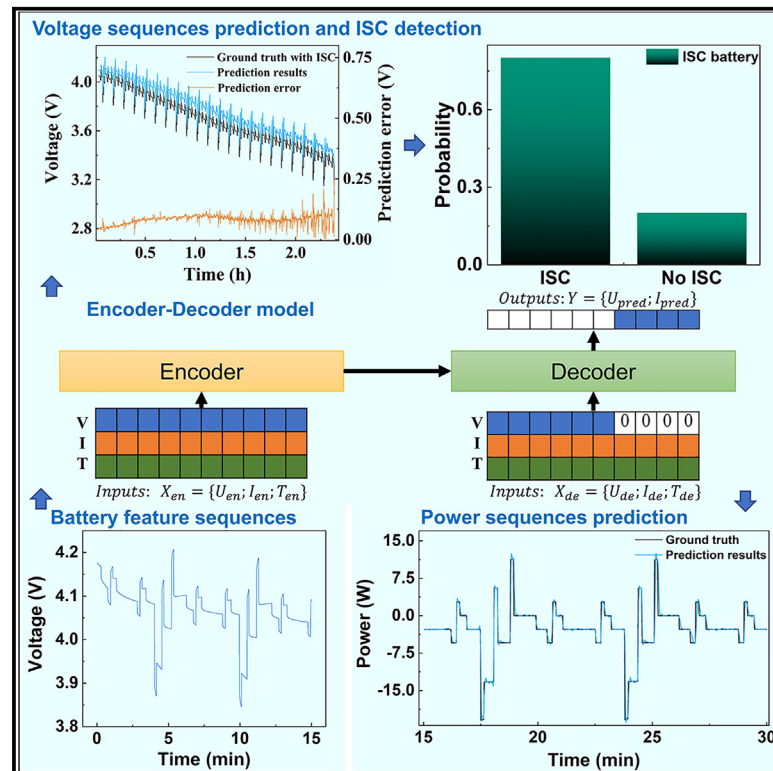 Voltage sequences prediction and ISC detection
Ground truth with ISC
Prediction results
Prediction error
Voltage (V)
4.0
3.6
3.2
2.8
0.5
1.0
1.5
2.0
Time (h)
0.75
0.50
0.25
0.00
Prediction error (V)
ISC battery
Probability
0.6
0.3
0.0
ISC
No ISC
Encoder-Decoder model
Outputs: Y = {U_pred; I_pred}
Encoder
Decoder
V
I
T
Inputs: X_en = {U_en; I_en; T_en}
V 0 0 0 0
I
T
Inputs: X_de = {U_de; I_de; T_de}
Battery feature sequences
Voltage (V)
4.2
4.1
4.0
3.9
3.8
0
5
10
15
Time (min)
Power sequences prediction
Ground truth
Prediction results
Power (W)
15.0
7.5
0.0
-7.5
-15.0
15
20
25
30
Time (min)